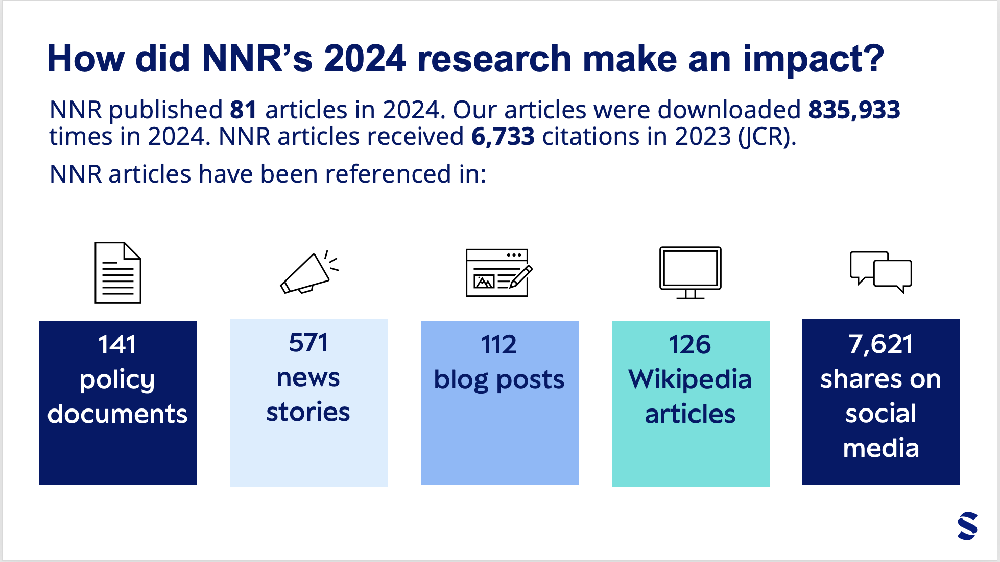 How did NNR’s 2024 research make an impact?
NNR published 81 articles in 2024. Our articles were downloaded 835,933
times in 2024. NNR articles received 6,733 citations in 2023 (JCR).
NNR articles have been referenced in:
141
policy
documents
571
news
stories
112
blog posts
126
Wikipedia
articles
7,621
shares on
social
media